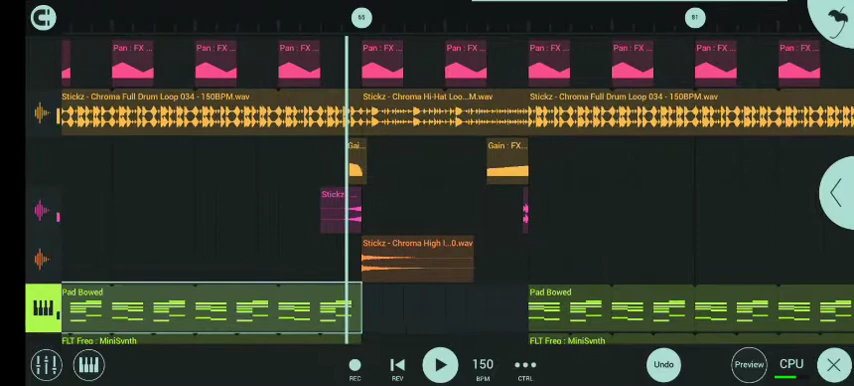 55
61
Pan : FX ...
Pan : FX ...
Pan : FX ...
Pan : FX ...
Pan : FX ...
Pan : FX ...
Pan : FX ...
Pan : FX ...
Stickz - Chroma Full Drum Loop 034 - 150BPM.wav
Stickz - Chroma Hi-Hat Loo...M.wav
Stickz - Chroma Full Drum Loop 034 - 150BPM.wav
Gai...
Gain : FX...
Stickz ...
Stickz - Chroma High I...0.wav
Pad Bowed
Pad Bowed
FLT Freq : MiniSynth
FLT Freq : MiniSynth
REC
REV
150
BPM
CTRL
Undo
Preview
CPU